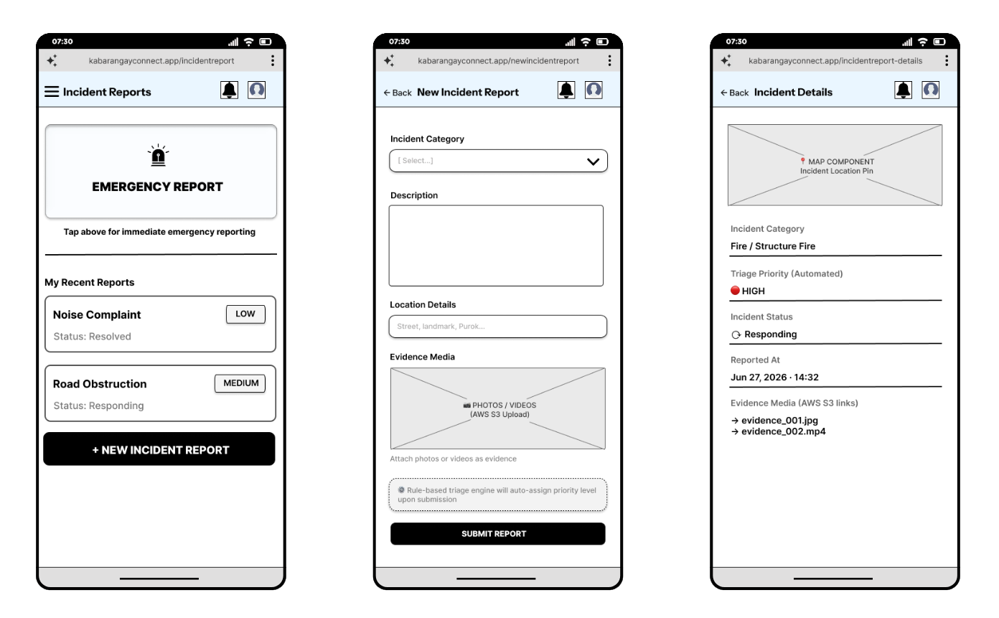 07:30
kabarangayconnect.app/incidentreport
Incident Reports
EMERGENCY REPORT
Tap above for immediate emergency reporting
My Recent Reports
Noise Complaint
LOW
Status: Resolved
Road Obstruction
MEDIUM
Status: Responding
+ NEW INCIDENT REPORT
07:30
kabarangayconnect.app/newincidentreport
← Back
New Incident Report
Incident Category
[ Select...]
Description
Location Details
Street, landmark, Purok...
Evidence Media
📷 PHOTOS / VIDEOS
(AWS S3 Upload)
Attach photos or videos as evidence
⚙ Rule-based triage engine will auto-assign priority level
upon submission
SUBMIT REPORT
07:30
kabarangayconnect.app/incidentreport-details
← Back
Incident Details
📍 MAP COMPONENT
Incident Location Pin
Incident Category
Fire / Structure Fire
Triage Priority (Automated)
🔴 HIGH
Incident Status
⟳ Responding
Reported At
Jun 27, 2026 · 14:32
Evidence Media (AWS S3 links)
→ evidence_001.jpg
→ evidence_002.mp4